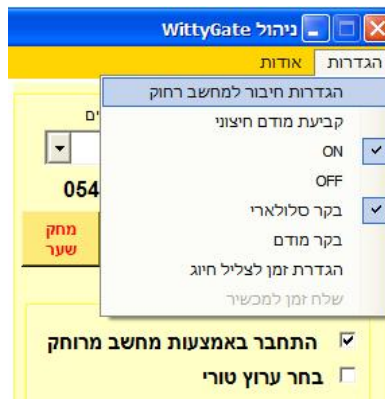 ניהול WittyGate
הגדרות אודות
הגדרות חיבור למחשב רחוק
קביעת מודם חיצוני
ON
OFF
בקר סלולארי
בקר מודם
הגדרת זמן לצליל חיוג
שלח זמן למכשיר
ים
054
מחק
שער
התחבר באמצעות מחשב מרוחק
בחר ערוץ טורי